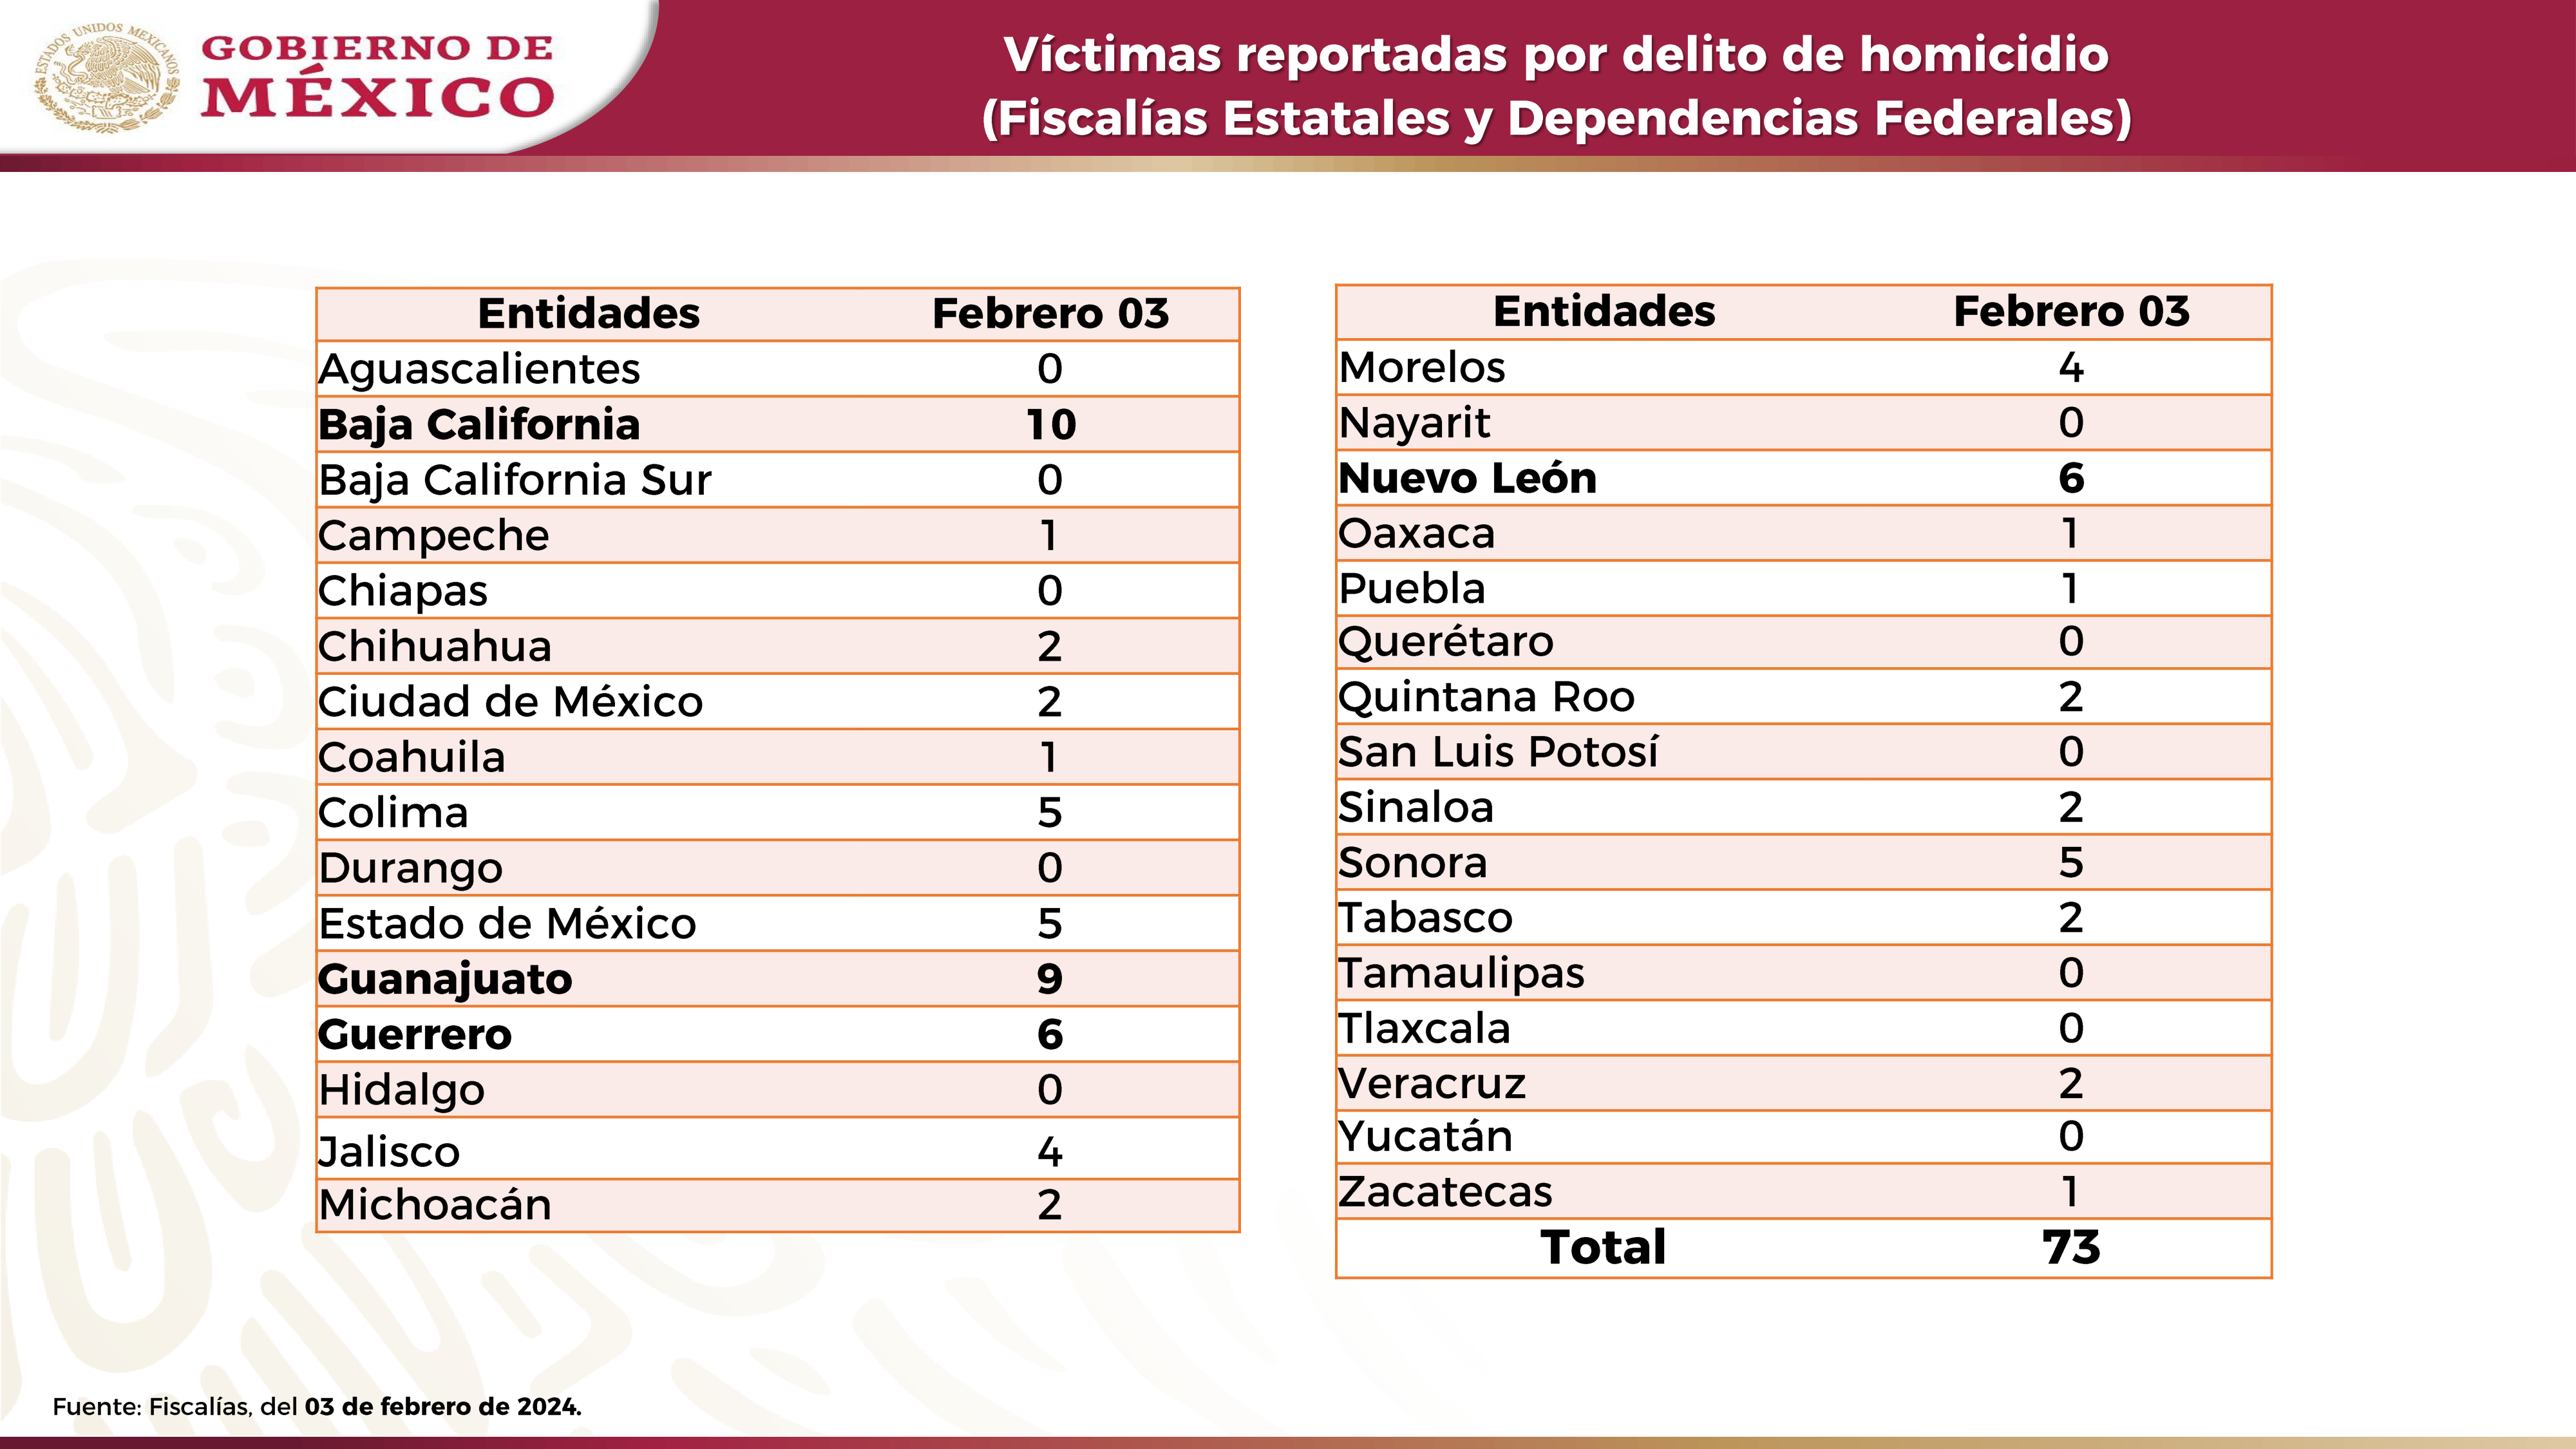 ESTADOS UNIDOS MEXICANOS
GOBIERNO DE
MÉXICO
Víctimas reportadas por delito de homicidio
(Fiscalías Estatales y Dependencias Federales)
Entidades Febrero 03
Aguascalientes 0
Baja California 10
Baja California Sur 0
Campeche 1
Chiapas 0
Chihuahua 2
Ciudad de México 2
Coahuila 1
Colima 5
Durango 0
Estado de México 5
Guanajuato 9
Guerrero 6
Hidalgo 0
Jalisco 4
Michoacán 2
Entidades Febrero 03
Morelos 4
Nayarit 0
Nuevo León 6
Oaxaca 1
Puebla 1
Querétaro 0
Quintana Roo 2
San Luis Potosí 0
Sinaloa 2
Sonora 5
Tabasco 2
Tamaulipas 0
Tlaxcala 0
Veracruz 2
Yucatán 0
Zacatecas 1
Total 73
Fuente: Fiscalías, del 03 de febrero de 2024.